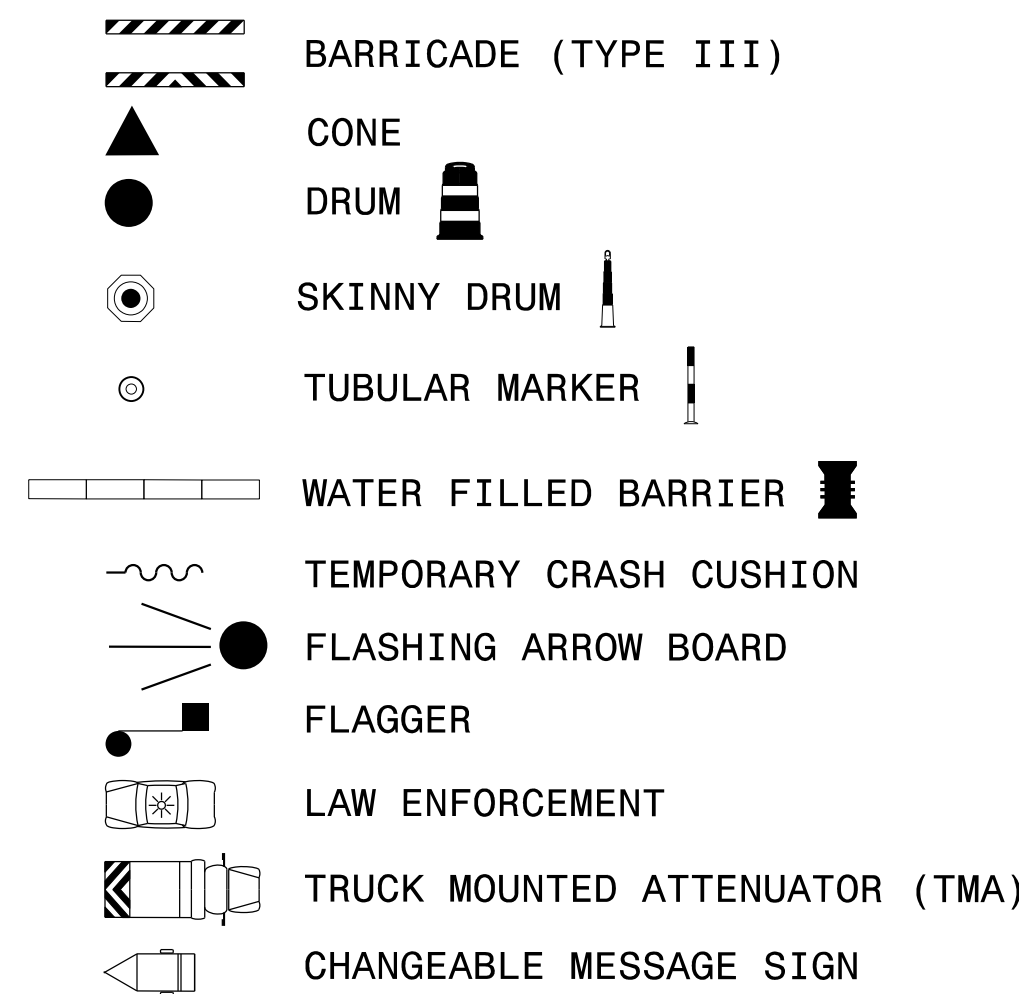 BARRICADE (TYPE III)
CONE
DRUM
SKINNY DRUM
TUBULAR MARKER
WATER FILLED BARRIER
TEMPORARY CRASH CUSHION
FLASHING ARROW BOARD
FLAGGER
LAW ENFORCEMENT
TRUCK MOUNTED ATTENUATOR (TMA)
CHANGEABLE MESSAGE SIGN